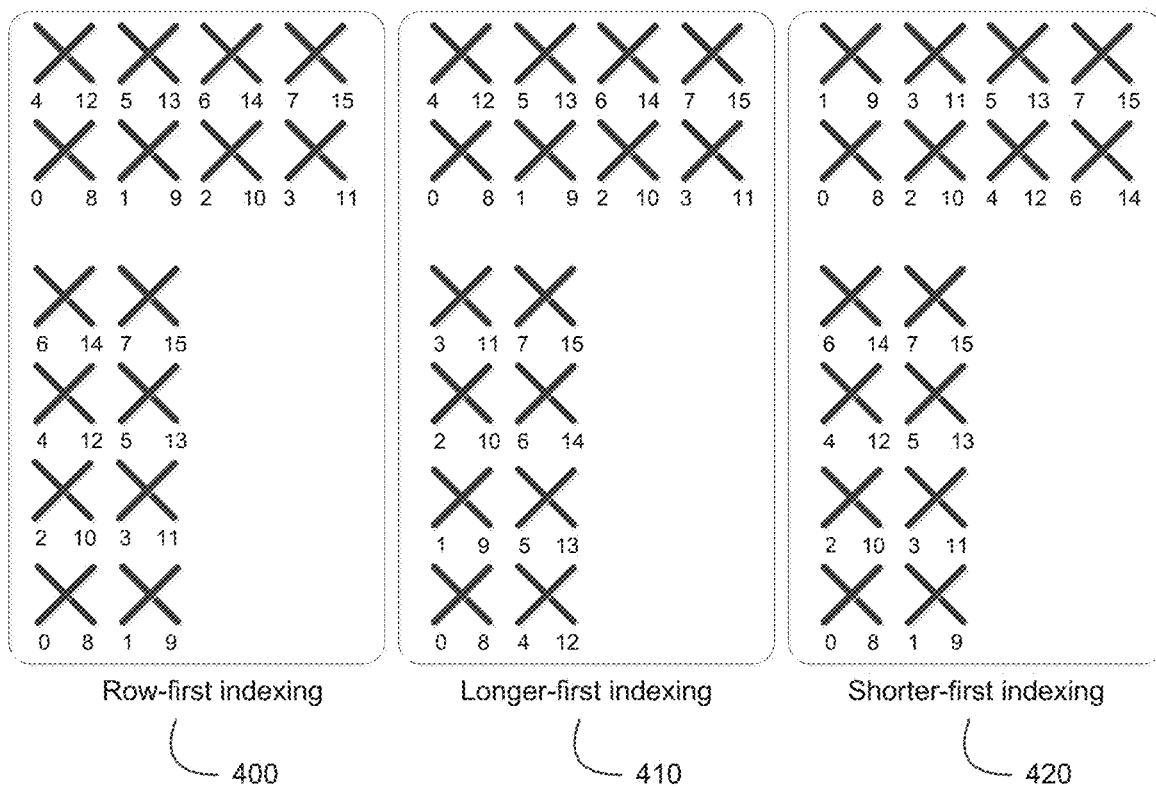 4 12 5 13 6 14 7 15
0 8 1 9 2 10 3 11
6 14 7 15
4 12 5 13
2 10 3 11
0 8 1 9
Row-first indexing
400
4 12 5 13 6 14 7 15
0 8 1 9 2 10 3 11
3 11 7 15
2 10 6 14
1 9 5 13
0 8 4 12
Longer-first indexing
410
1 9 3 11 5 13 7 15
0 8 2 10 4 12 6 14
6 14 7 15
4 12 5 13
2 10 3 11
0 8 1 9
Shorter-first indexing
420